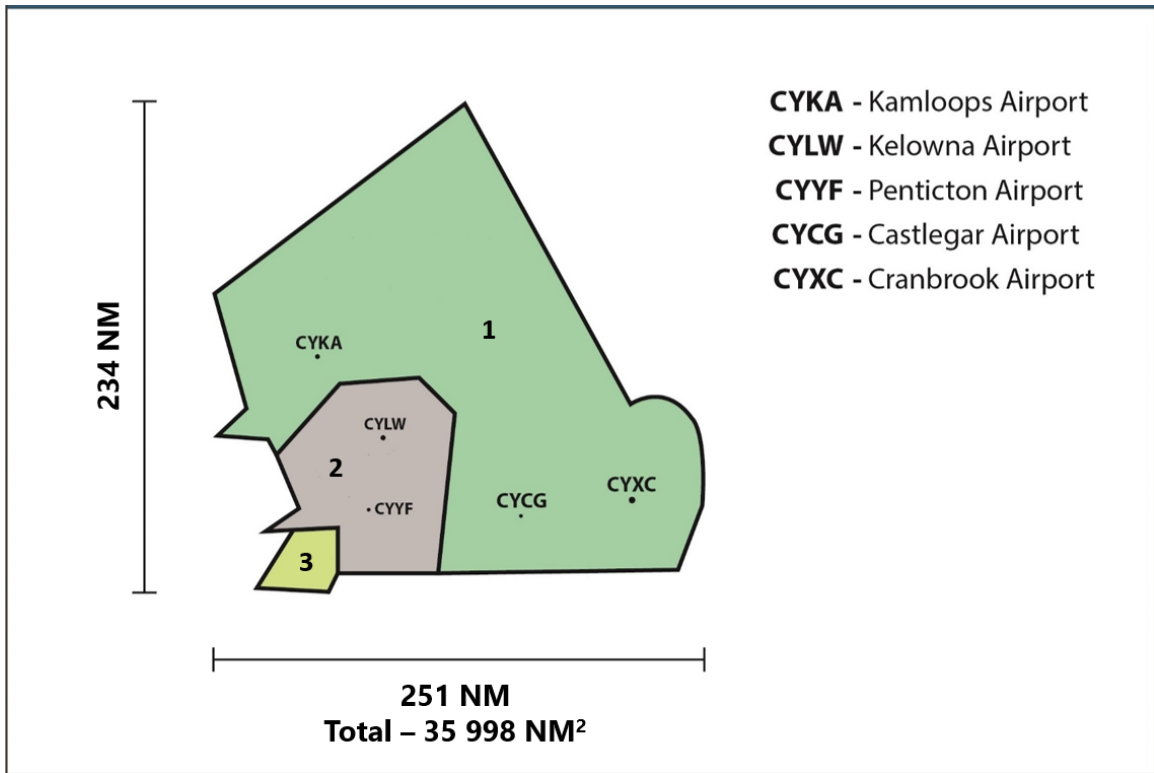 CYKA - Kamloops Airport
CYLW - Kelowna Airport
CYYF - Penticton Airport
CYCG - Castlegar Airport
CYXC - Cranbrook Airport
234 NM
1
CYKA
CYLW
2
CYYF
CYCG
CYXC
3
251 NM
Total – 35 998 NM²